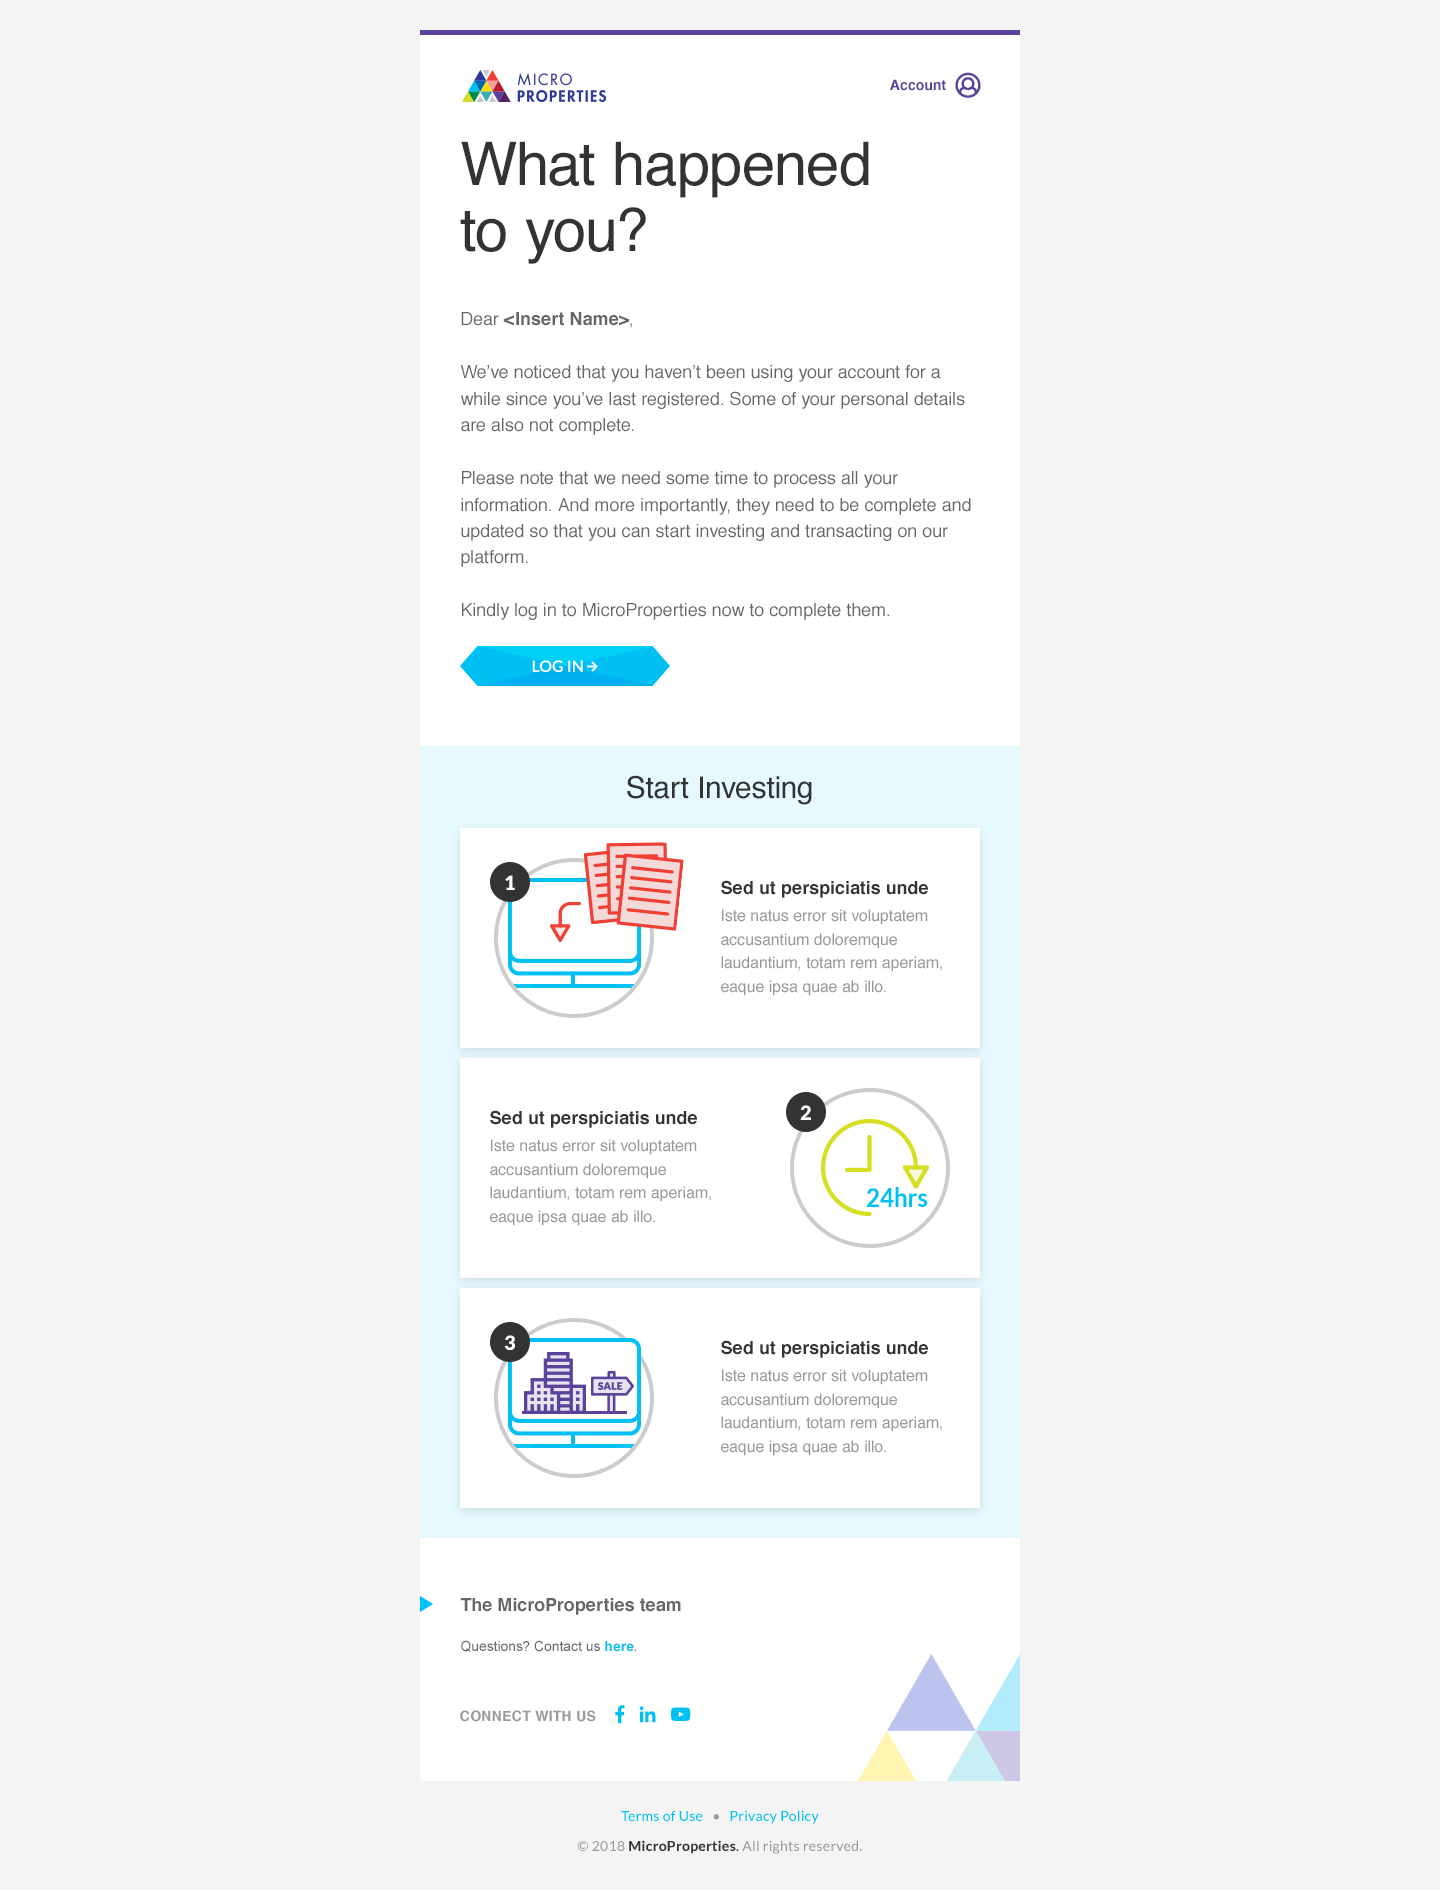 MICRO
PROPERTIES
Account
What happened
to you?
Dear <Insert Name>,
We’ve noticed that you haven’t been using your account for a
while since you’ve last registered. Some of your personal details
are also not complete.
Please note that we need some time to process all your
information. And more importantly, they need to be complete and
updated so that you can start investing and transacting on our
platform.
Kindly log in to MicroProperties now to complete them.
LOG IN →
Start Investing
1
Sed ut perspiciatis unde
Iste natus error sit voluptatem
accusantium doloremque
laudantium, totam rem aperiam,
eaque ipsa quae ab illo.
Sed ut perspiciatis unde
Iste natus error sit voluptatem
accusantium doloremque
laudantium, totam rem aperiam,
eaque ipsa quae ab illo.
2
24hrs
3
SALE
Sed ut perspiciatis unde
Iste natus error sit voluptatem
accusantium doloremque
laudantium, totam rem aperiam,
eaque ipsa quae ab illo.
The MicroProperties team
Questions? Contact us here.
CONNECT WITH US
Terms of Use • Privacy Policy
© 2018 MicroProperties. All rights reserved.